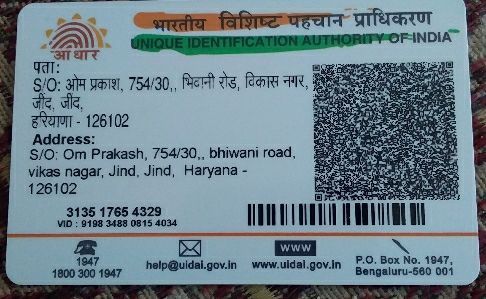 भारतीय विशिष्ट पहचान प्राधिकरण
UNIQUE IDENTIFICATION AUTHORITY OF INDIA
आधार
पता:
S/O: ओम प्रकाश, 754/30,, भिवानी रोड, विकास नगर,
जींद, जींद,
हरियाणा - 126102
Address:
S/O: Om Prakash, 754/30,, bhiwani road,
vikas nagar, Jind, Jind, Haryana -
126102
3135 1765 4329
VID : 9198 3488 0815 4034
1947
1800 300 1947
help@uidai.gov.in
www
www.uidai.gov.in
P.O. Box No. 1947,
Bengaluru-560 001